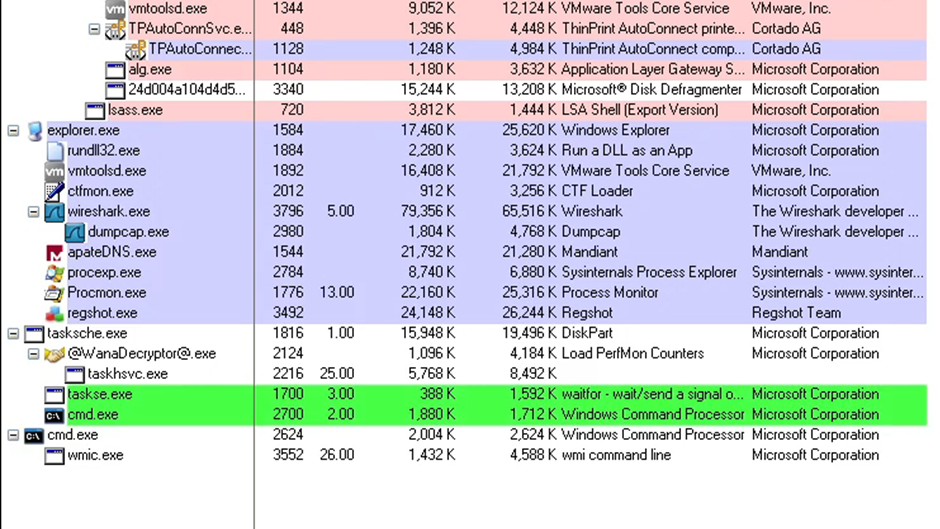 vmtoolsd.exe 1344 9,052 K 12,124 K VMware Tools Core Service VMware, Inc.
TPAutoConnSvc.e... 448 1,396 K 4,448 K ThinPrint AutoConnect printe... Cortado AG
TPAutoConnec... 1128 1,248 K 4,984 K ThinPrint AutoConnect comp... Cortado AG
alg.exe 1104 1,180 K 3,632 K Application Layer Gateway S... Microsoft Corporation
24d004a104d4d5... 3340 15,244 K 13,208 K Microsoft® Disk Defragmenter Microsoft Corporation
lsass.exe 720 3,812 K 1,444 K LSA Shell (Export Version) Microsoft Corporation
explorer.exe 1584 17,460 K 25,620 K Windows Explorer Microsoft Corporation
rundll32.exe 1884 2,280 K 3,624 K Run a DLL as an App Microsoft Corporation
vm vmtoolsd.exe 1892 16,408 K 21,792 K VMware Tools Core Service VMware, Inc.
ctfmon.exe 2012 912 K 3,256 K CTF Loader Microsoft Corporation
wireshark.exe 3796 5.00 79,356 K 65,516 K Wireshark The Wireshark developer ...
dumpcap.exe 2980 1,804 K 4,768 K Dumpcap The Wireshark developer ...
apateDNS.exe 1544 21,792 K 21,280 K Mandiant Mandiant
procexp.exe 2784 8,740 K 6,880 K Sysinternals Process Explorer Sysinternals - www.sysinter...
Procmon.exe 1776 13.00 22,160 K 25,316 K Process Monitor Sysinternals - www.sysinter...
regshot.exe 3492 24,148 K 26,244 K Regshot Regshot Team
tasksche.exe 1816 1.00 15,948 K 19,496 K DiskPart Microsoft Corporation
@WanaDecryptor@.exe 2124 1,096 K 4,184 K Load PerfMon Counters Microsoft Corporation
taskhsvc.exe 2216 25.00 5,768 K 8,492 K
taskse.exe 1700 3.00 388 K 1,592 K waitfor - wait/send a signal o... Microsoft Corporation
cmd.exe 2700 2.00 1,880 K 1,712 K Windows Command Processor Microsoft Corporation
cmd.exe 2624 2,004 K 2,624 K Windows Command Processor Microsoft Corporation
wmic.exe 3552 26.00 1,432 K 4,588 K wmi command line Microsoft Corporation